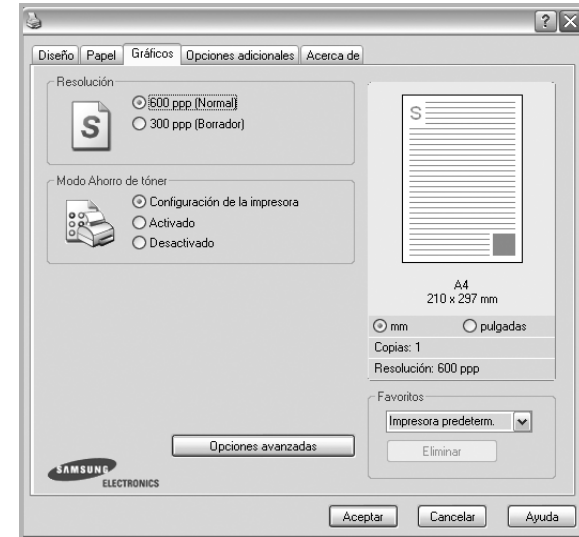 Diseño Papel Gráficos Opciones adicionales Acerca de
Resolución
600 ppp (Normal)
300 ppp (Borrador)
S
Modo Ahorro de tóner
Configuración de la impresora
Activado
Desactivado
S
A4
210 x 297 mm
mm pulgadas
Copias: 1
Resolución: 600 ppp
Favoritos
Impresora predeterm.
Eliminar
Opciones avanzadas
SAMSUNG
ELECTRONICS
Aceptar Cancelar Ayuda